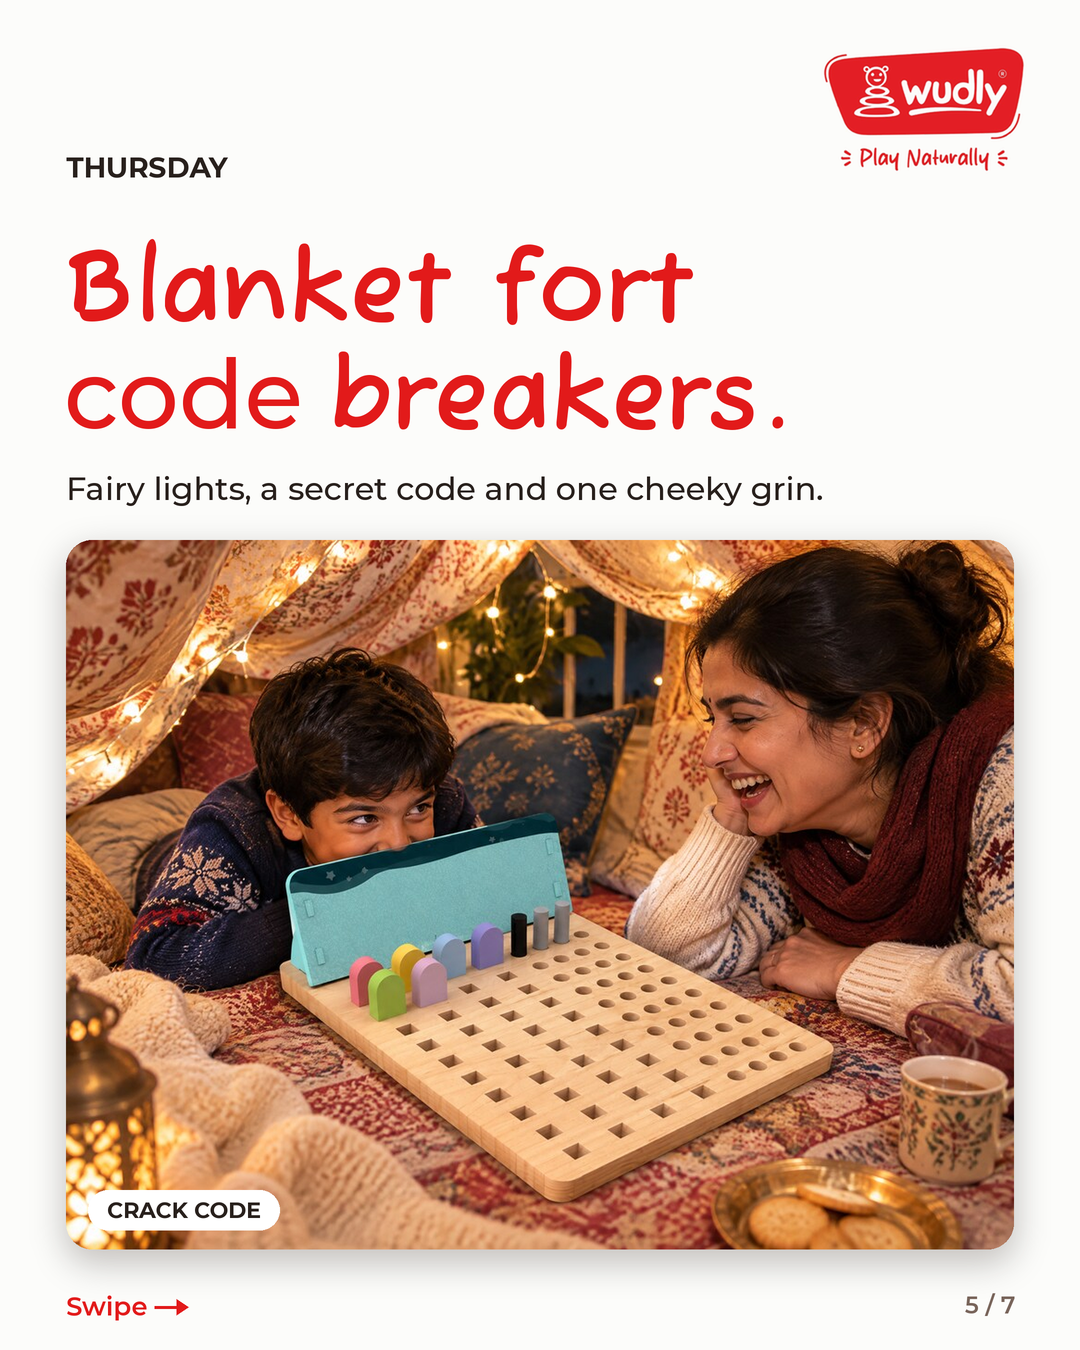 wudly
Play Naturally
THURSDAY
Blanket fort
code breakers.
Fairy lights, a secret code and one cheeky grin.
CRACK CODE
Swipe →
5 / 7